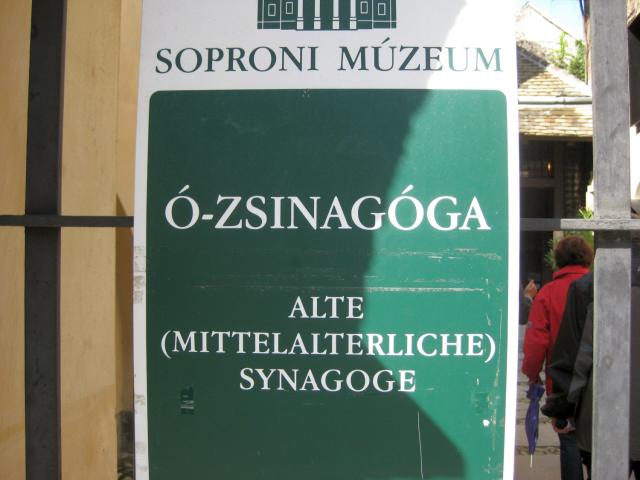 SOPRONI MÚZEUM
Ó-ZSINAGÓGA
ALTE
(MITTELALTERLICHE)
SYNAGOGE